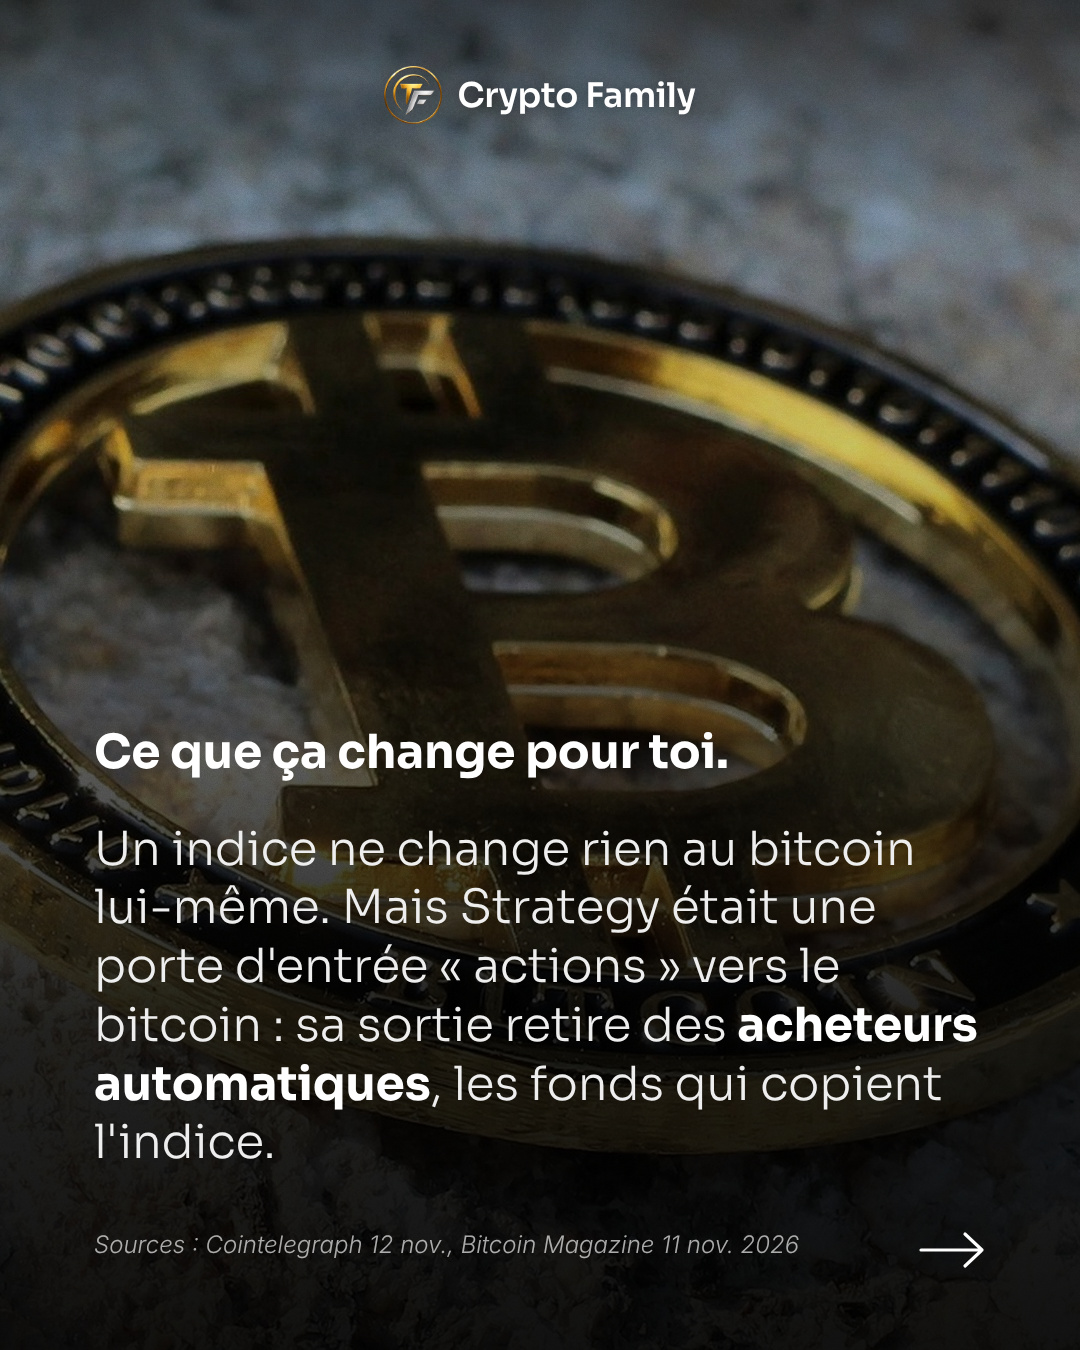 Crypto Family
Ce que ça change pour toi.
Un indice ne change rien au bitcoin
lui-même. Mais Strategy était une
porte d'entrée « actions » vers le
bitcoin : sa sortie retire des acheteurs
automatiques, les fonds qui copient
l'indice.
Sources : Cointelegraph 12 nov., Bitcoin Magazine 11 nov. 2026